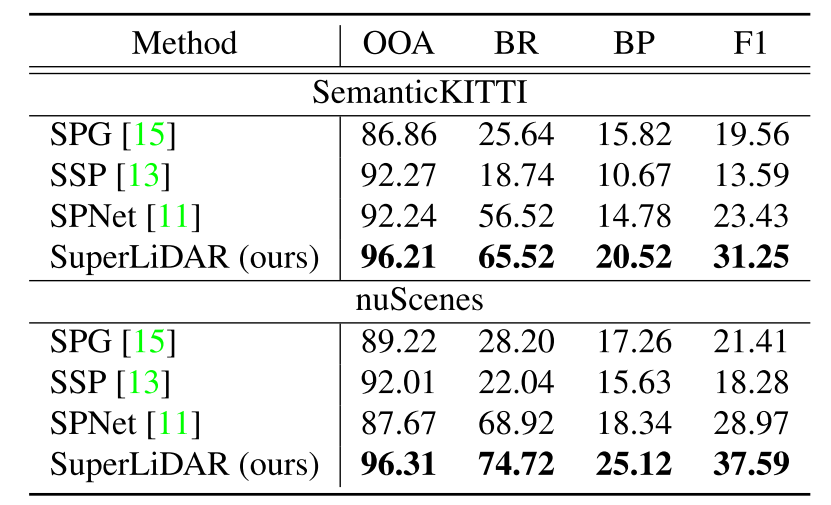 Method OOA BR BP F1
SemanticKITTI
SPG [15] 86.86 25.64 15.82 19.56
SSP [13] 92.27 18.74 10.67 13.59
SPNet [11] 92.24 56.52 14.78 23.43
SuperLiDAR (ours) 96.21 65.52 20.52 31.25
nuScenes
SPG [15] 89.22 28.20 17.26 21.41
SSP [13] 92.01 22.04 15.63 18.28
SPNet [11] 87.67 68.92 18.34 28.97
SuperLiDAR (ours) 96.31 74.72 25.12 37.59